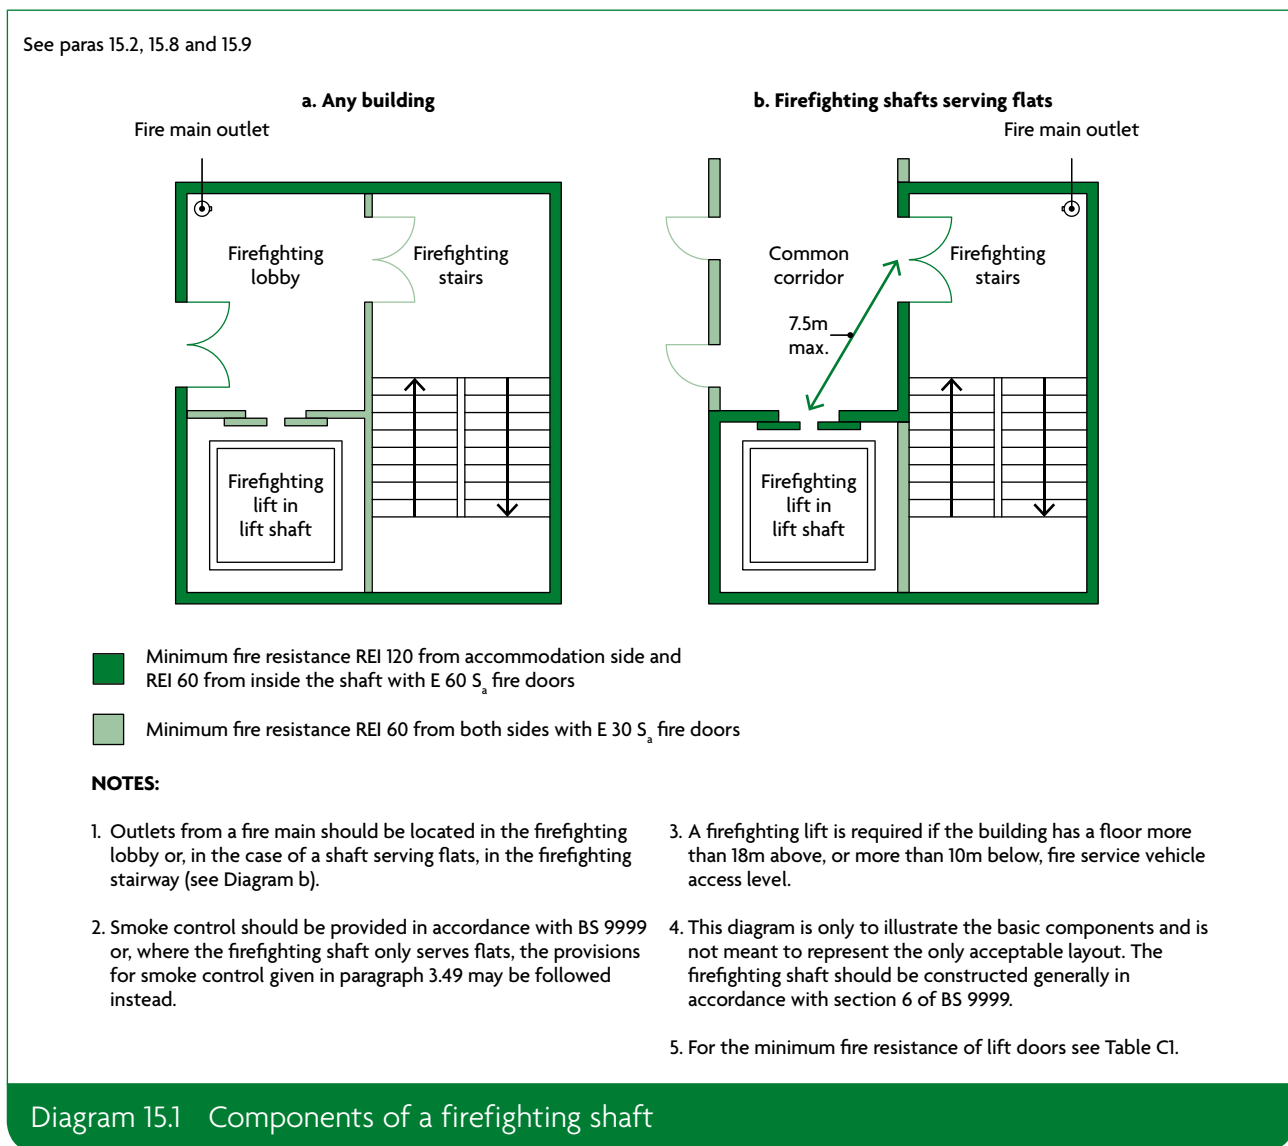 See paras 15.2, 15.8 and 15.9
a. Any building
Fire main outlet
Firefighting
lobby
Firefighting
stairs
Firefighting
lift in
lift shaft
b. Firefighting shafts serving flats
Fire main outlet
Common
corridor
Firefighting
stairs
7.5m
max.
Firefighting
lift in
lift shaft
Minimum fire resistance REI 120 from accommodation side and
REI 60 from inside the shaft with E 60 Sa fire doors
Minimum fire resistance REI 60 from both sides with E 30 Sa fire doors
NOTES:
1. Outlets from a fire main should be located in the firefighting
lobby or, in the case of a shaft serving flats, in the firefighting
stairway (see Diagram b).
2. Smoke control should be provided in accordance with BS 9999
or, where the firefighting shaft only serves flats, the provisions
for smoke control given in paragraph 3.49 may be followed
instead.
3. A firefighting lift is required if the building has a floor more
than 18m above, or more than 10m below, fire service vehicle
access level.
4. This diagram is only to illustrate the basic components and is
not meant to represent the only acceptable layout. The
firefighting shaft should be constructed generally in
accordance with section 6 of BS 9999.
5. For the minimum fire resistance of lift doors see Table C1.
Diagram 15.1 Components of a firefighting shaft